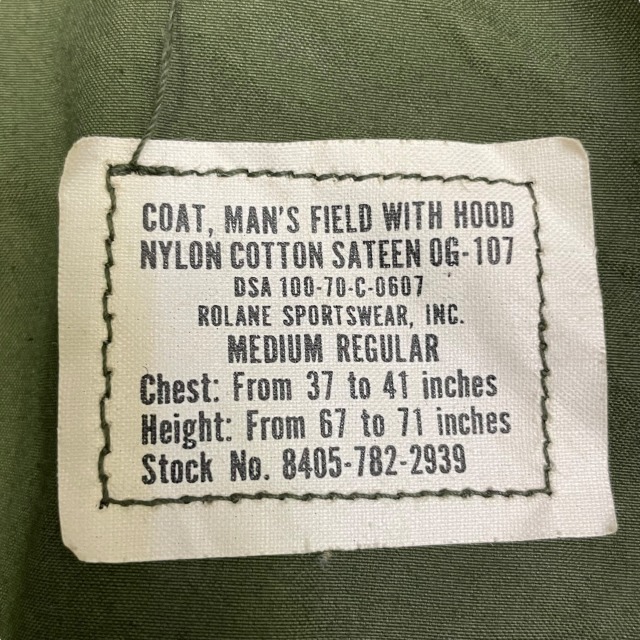 COAT, MAN'S FIELD WITH HOOD
NYLON COTTON SATEEN OG-107
DSA 100-70-C-0607
ROLANE SPORTSWEAR, INC.
MEDIUM REGULAR
Chest: From 37 to 41 inches
Height: From 67 to 71 inches
Stock No. 8405-782-2939